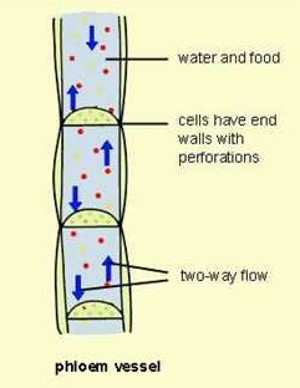 water and food
cells have end
walls with
perforations
two-way flow
phloem vessel